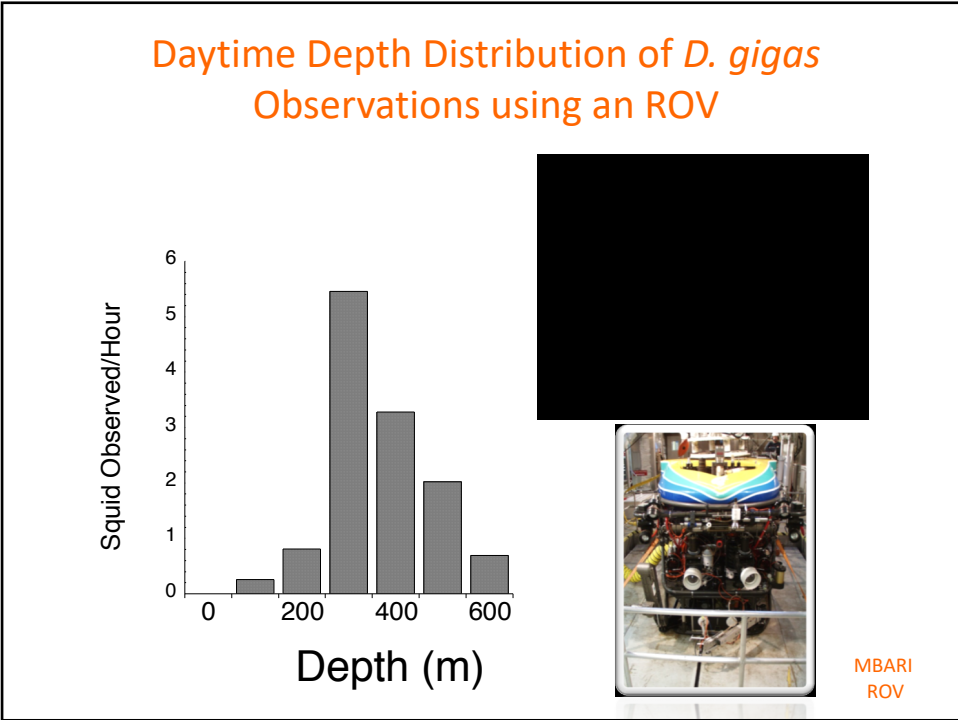 Daytime Depth Distribution of D. gigas
Observations using an ROV
6
5
4
3
2
1
0
Squid Observed/Hour
0 200 400 600
Depth (m)
MBARI
ROV